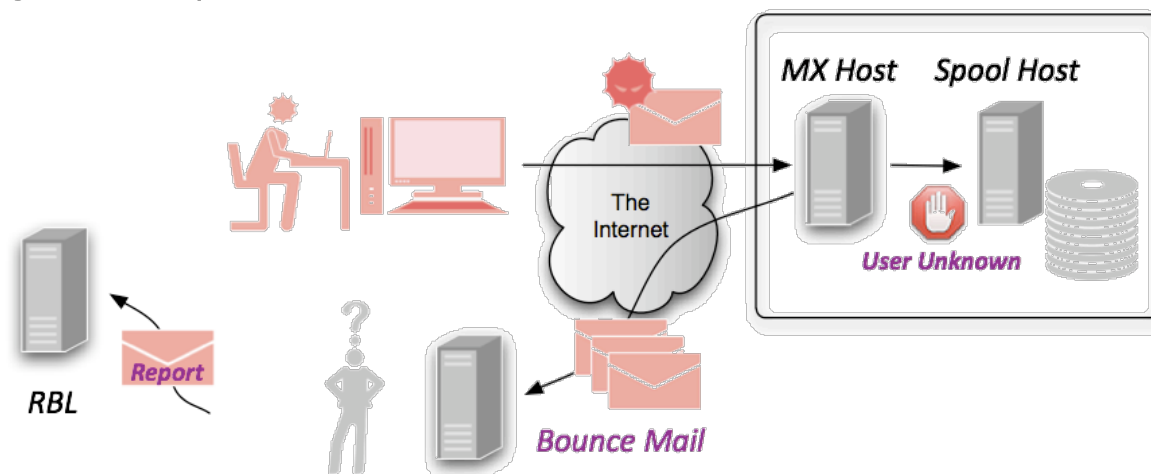 MX Host
Spool Host
The
Internet
User Unknown
Report
RBL
?
Bounce Mail